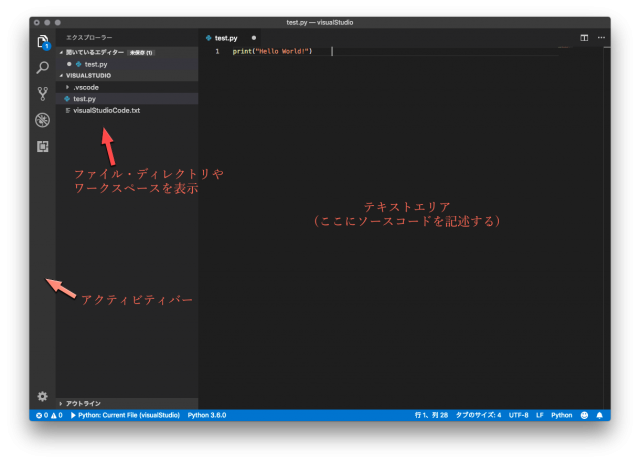 test.py — visualStudio
エクスプローラー
開いているエディター 未保存 (1)
test.py
VISUALSTUDIO
.vscode
test.py
visualStudioCode.txt
test.py
1 print("Hello World!")
1
ファイル・ディレクトリや
ワークスペースを表示
テキストエリア
（ここにソースコードを記述する）
アクティビティバー
アウトライン
0 0 Python: Current File (visualStudio) Python 3.6.0 行 1、列 28 タブのサイズ: 4 UTF-8 LF Python